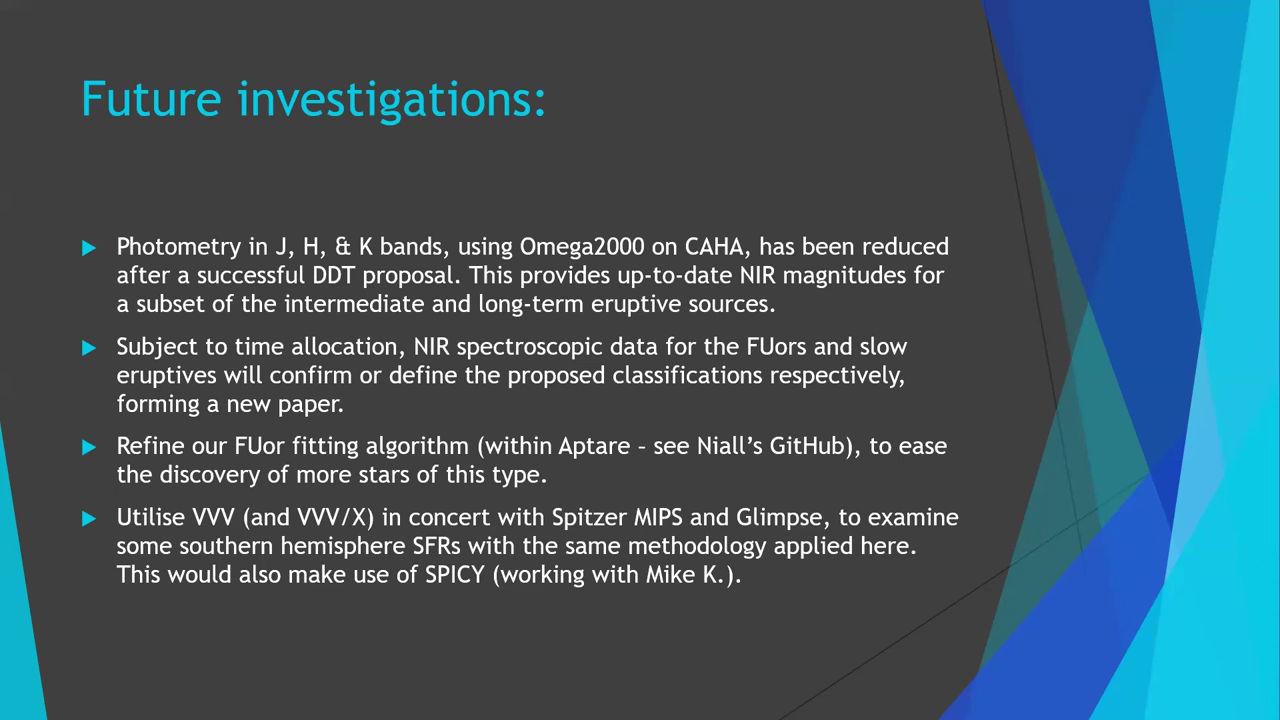 Future investigations:
Photometry in J, H, & K bands, using Omega2000 on CAHA, has been reduced
after a successful DDT proposal. This provides up-to-date NIR magnitudes for
a subset of the intermediate and long-term eruptive sources.
Subject to time allocation, NIR spectroscopic data for the FUors and slow
eruptives will confirm or define the proposed classifications respectively,
forming a new paper.
Refine our FUor fitting algorithm (within Aptare – see Niall’s GitHub), to ease
the discovery of more stars of this type.
Utilise VVV (and VVV/X) in concert with Spitzer MIPS and Glimpse, to examine
some southern hemisphere SFRs with the same methodology applied here.
This would also make use of SPICY (working with Mike K.).